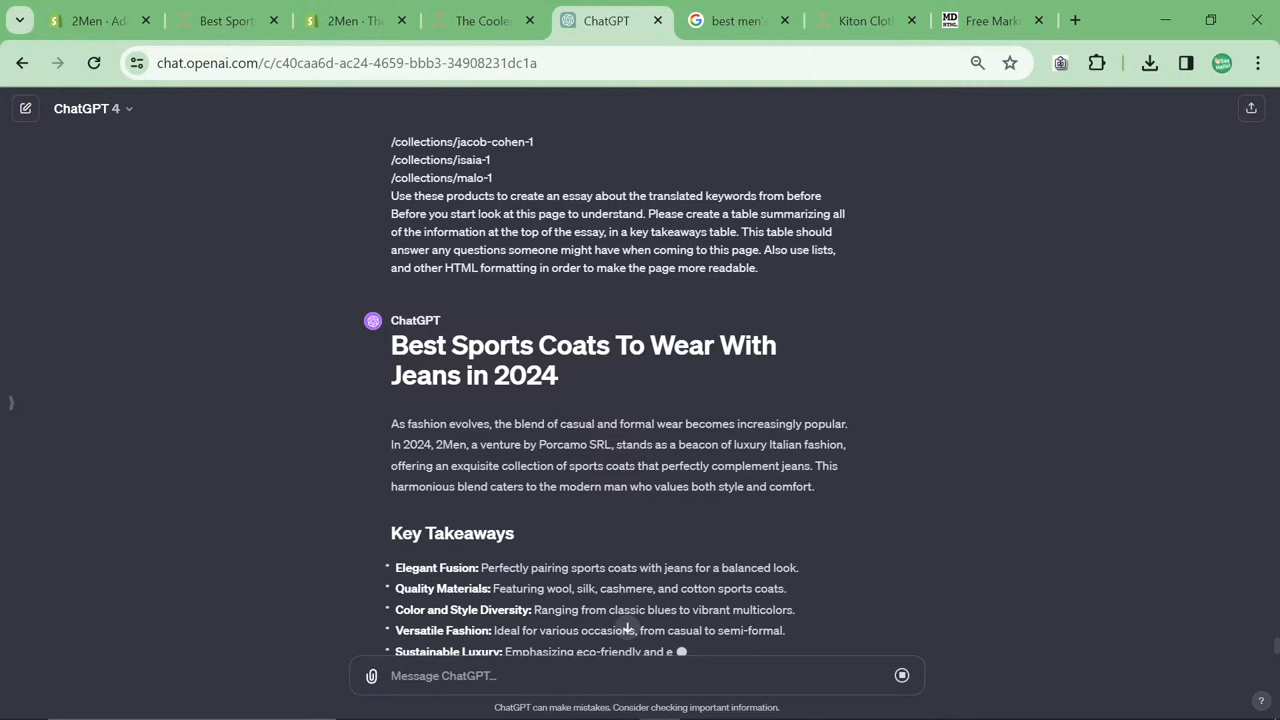 2Men · Ad
Best Sport
2Men · The
The Cooles
ChatGPT
best men's
Kiton Clot
MD
HTML
Free Mark
chat.openai.com/c/c40caa6d-ac24-4659-bbb3-34908231dc1a
ChatGPT 4
/collections/jacob-cohen-1
/collections/isaia-1
/collections/malo-1
Use these products to create an essay about the translated keywords from before
Before you start look at this page to understand. Please create a table summarizing all
of the information at the top of the essay, in a key takeaways table. This table should
answer any questions someone might have when coming to this page. Also use lists,
and other HTML formatting in order to make the page more readable.
ChatGPT
Best Sports Coats To Wear With
Jeans in 2024
As fashion evolves, the blend of casual and formal wear becomes increasingly popular.
In 2024, 2Men, a venture by Porcamo SRL, stands as a beacon of luxury Italian fashion,
offering an exquisite collection of sports coats that perfectly complement jeans. This
harmonious blend caters to the modern man who values both style and comfort.
Key Takeaways
• Elegant Fusion: Perfectly pairing sports coats with jeans for a balanced look.
• Quality Materials: Featuring wool, silk, cashmere, and cotton sports coats.
• Color and Style Diversity: Ranging from classic blues to vibrant multicolors.
• Versatile Fashion: Ideal for various occasions, from casual to semi-formal.
• Sustainable Luxury: Emphasizing eco-friendly and e
Message ChatGPT...
ChatGPT can make mistakes. Consider checking important information.
?